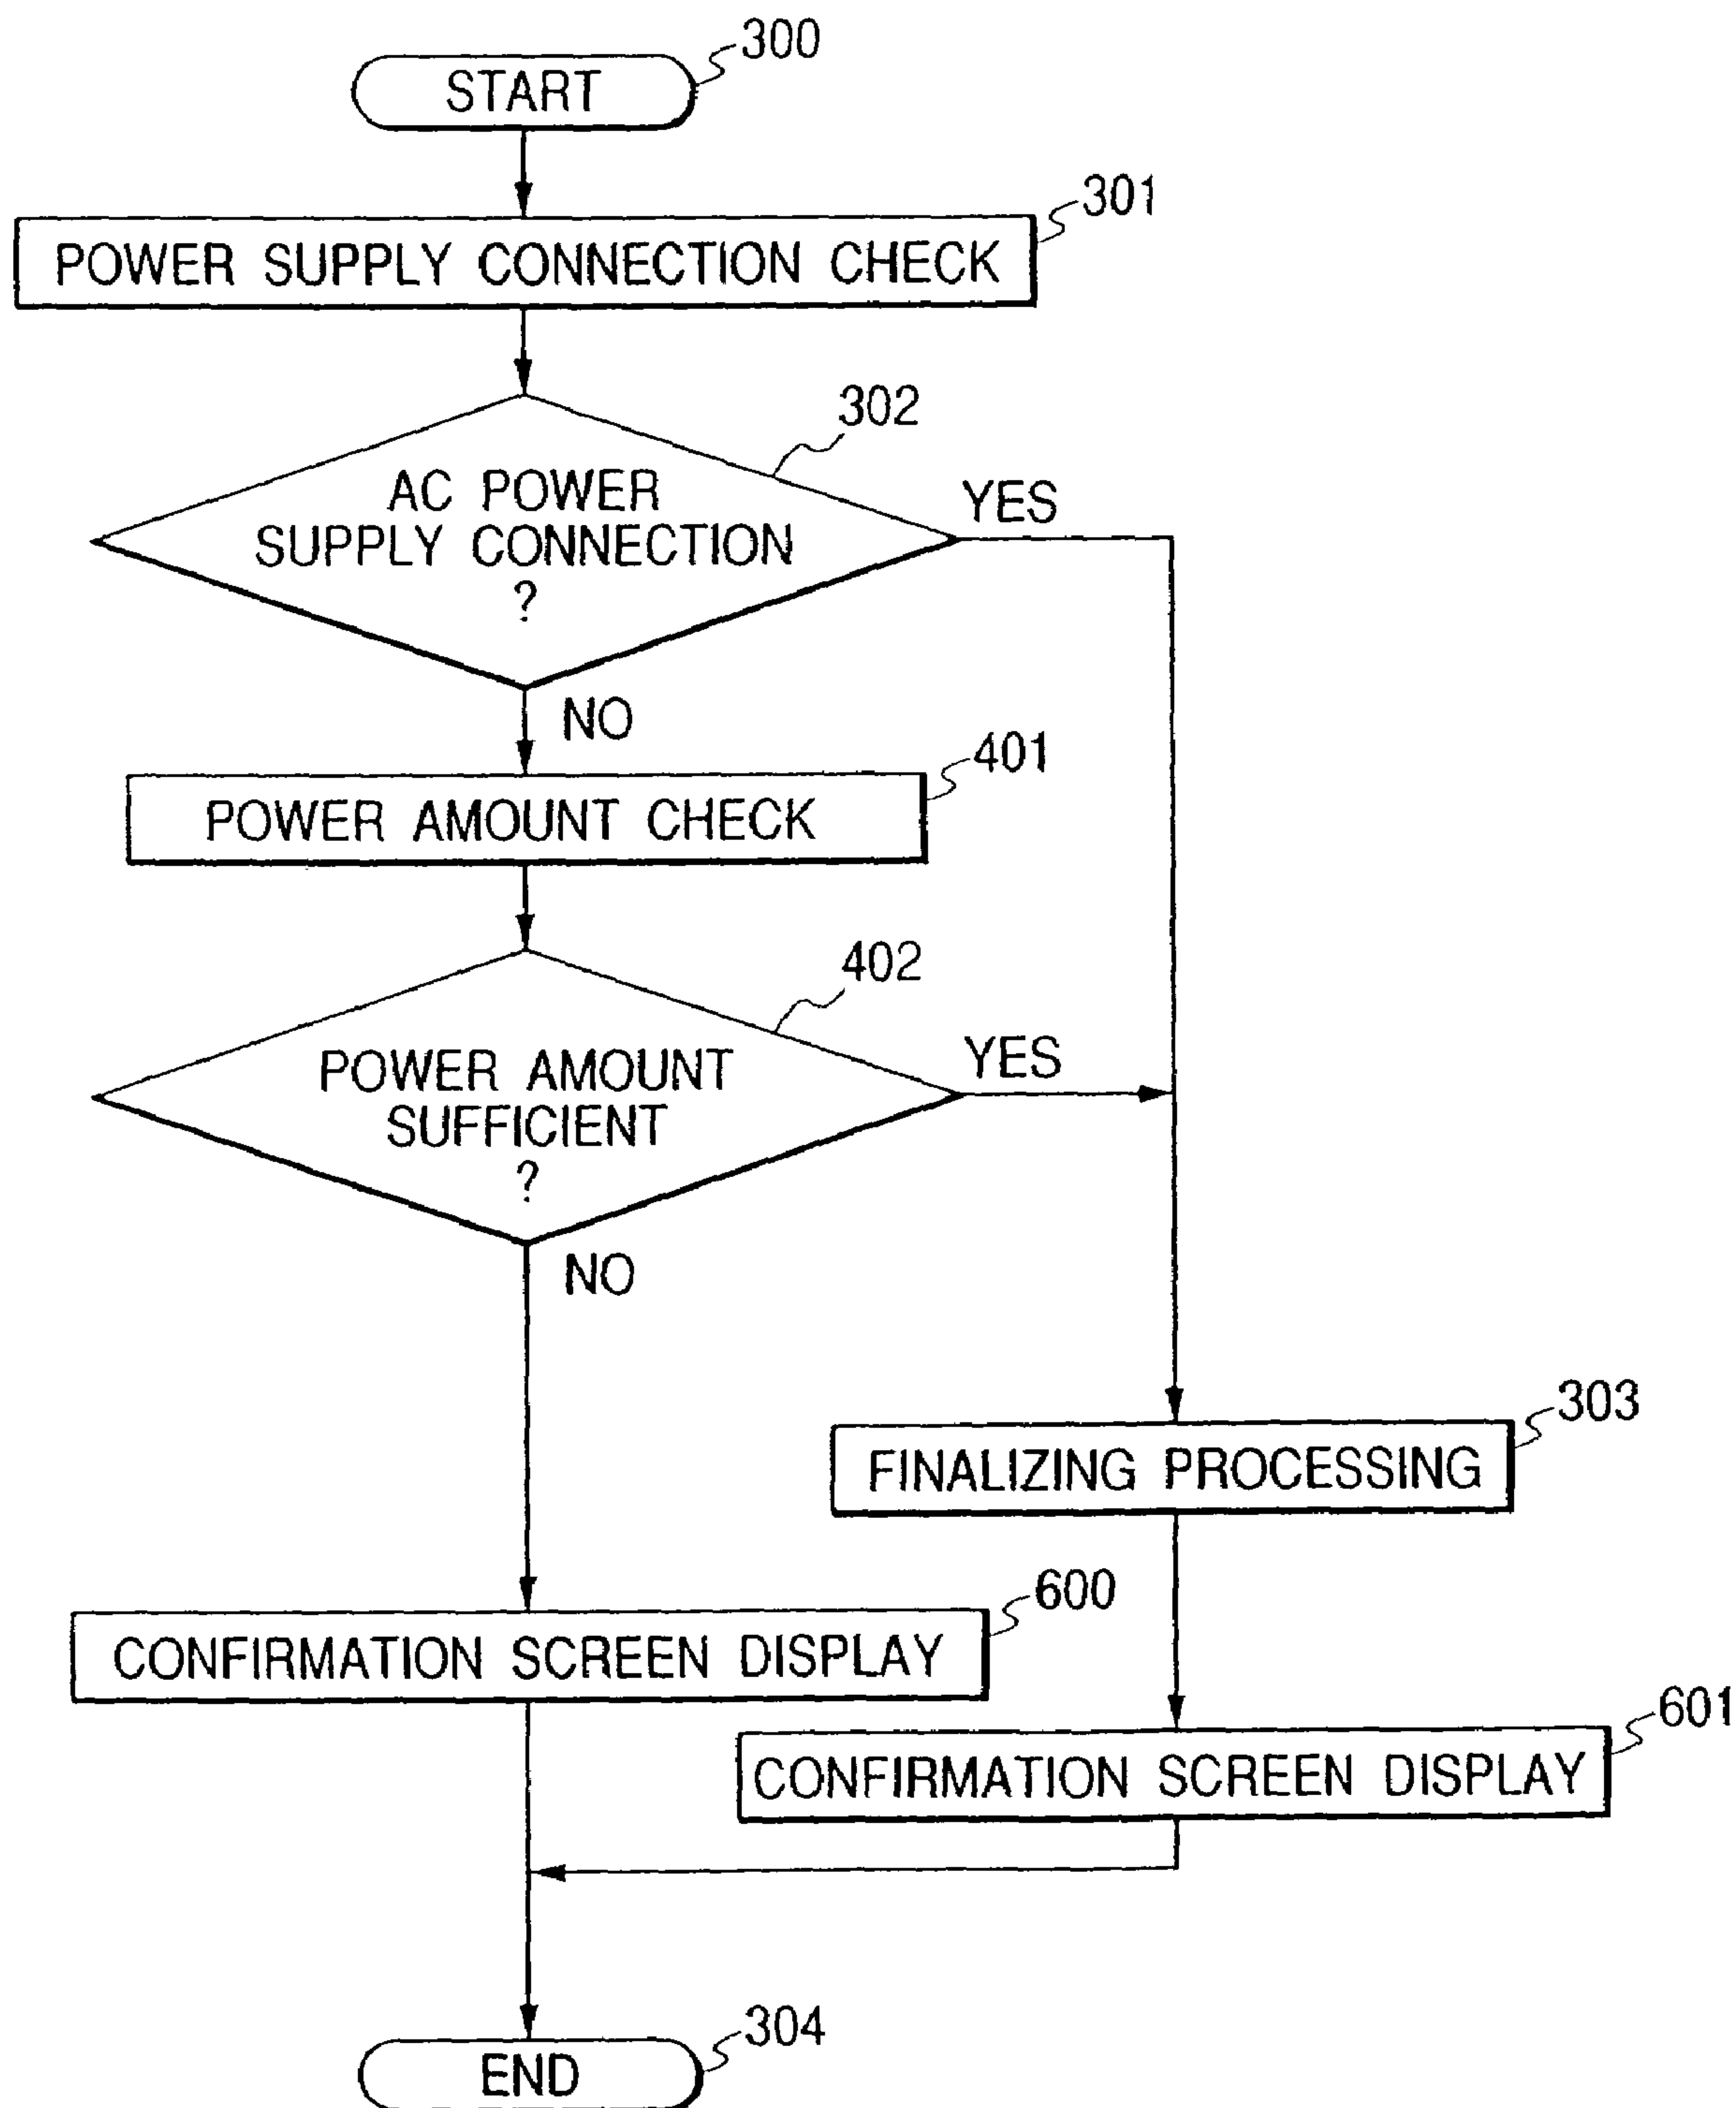 300
START
301
POWER SUPPLY CONNECTION CHECK
302
AC POWER
SUPPLY CONNECTION
?
YES
NO
401
POWER AMOUNT CHECK
402
POWER AMOUNT
SUFFICIENT
?
YES
NO
303
FINALIZING PROCESSING
600
CONFIRMATION SCREEN DISPLAY
601
CONFIRMATION SCREEN DISPLAY
304
END